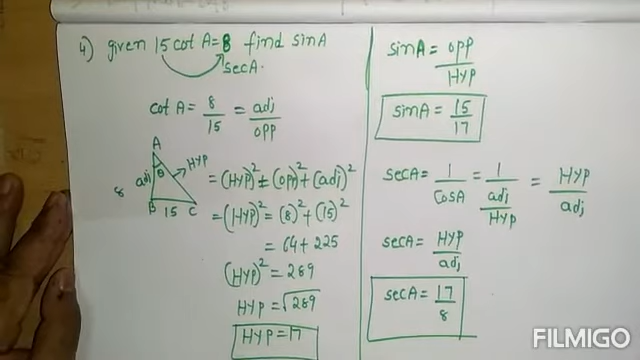 4) given 15 cot A = 8 find sin A
sec A.
cot A = 8/15 = adj/opp
A
θ
HYP
adj
8
B 15 C
= (HYP)² = (opp)² + (adj)²
= (HYP)² = (8)² + (15)²
= 64 + 225
(HYP)² = 289
HYP = √289
HYP = 17
sin A = opp/HYP
sin A = 15/17
sec A = 1/cos A = 1/(adj/HYP) = HYP/adj
sec A = HYP/adj
sec A = 17/8
FILMIGO